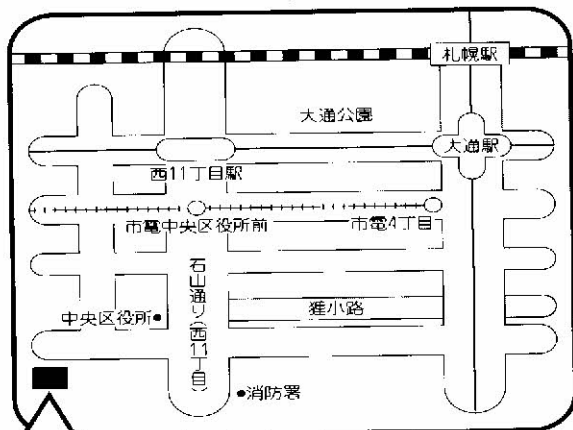 札幌駅
大通公園
大通駅
西11丁目駅
市電中央区役所前
市電4丁目
石山通り(西11丁目)
狸小路
中央区役所
消防署